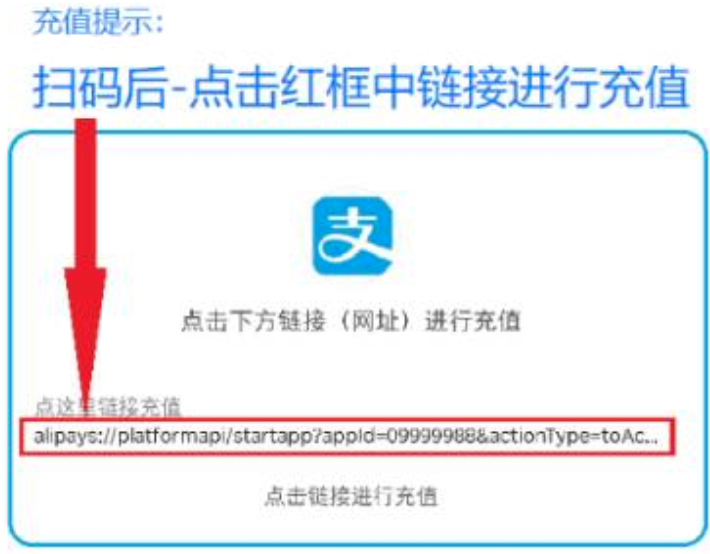 充值提示:
扫码后-点击红框中链接进行充值
支
点击下方链接（网址）进行充值
点这里链接充值
alipays://platformapi/startapp?appId=09999988&actionType=toAc...
点击链接进行充值